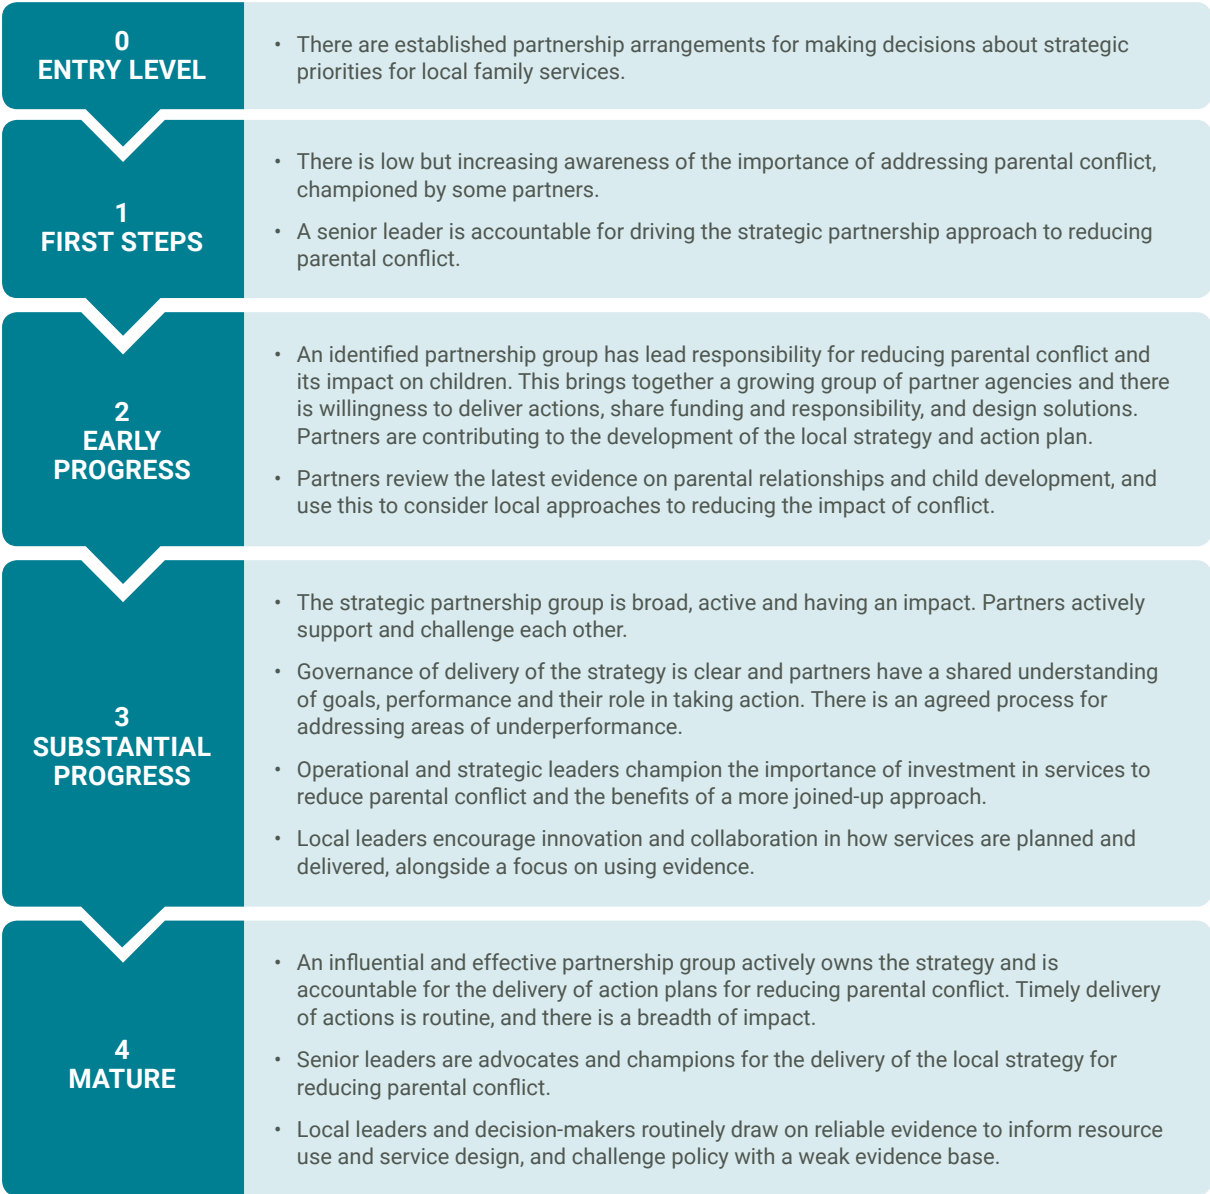 0
ENTRY LEVEL
• There are established partnership arrangements for making decisions about strategic
priorities for local family services.
1
FIRST STEPS
• There is low but increasing awareness of the importance of addressing parental conflict,
championed by some partners.
• A senior leader is accountable for driving the strategic partnership approach to reducing
parental conflict.
2
EARLY
PROGRESS
• An identified partnership group has lead responsibility for reducing parental conflict and
its impact on children. This brings together a growing group of partner agencies and there
is willingness to deliver actions, share funding and responsibility, and design solutions.
Partners are contributing to the development of the local strategy and action plan.
• Partners review the latest evidence on parental relationships and child development, and
use this to consider local approaches to reducing the impact of conflict.
3
SUBSTANTIAL
PROGRESS
• The strategic partnership group is broad, active and having an impact. Partners actively
support and challenge each other.
• Governance of delivery of the strategy is clear and partners have a shared understanding
of goals, performance and their role in taking action. There is an agreed process for
addressing areas of underperformance.
• Operational and strategic leaders champion the importance of investment in services to
reduce parental conflict and the benefits of a more joined-up approach.
• Local leaders encourage innovation and collaboration in how services are planned and
delivered, alongside a focus on using evidence.
4
MATURE
• An influential and effective partnership group actively owns the strategy and is
accountable for the delivery of action plans for reducing parental conflict. Timely delivery
of actions is routine, and there is a breadth of impact.
• Senior leaders are advocates and champions for the delivery of the local strategy for
reducing parental conflict.
• Local leaders and decision-makers routinely draw on reliable evidence to inform resource
use and service design, and challenge policy with a weak evidence base.